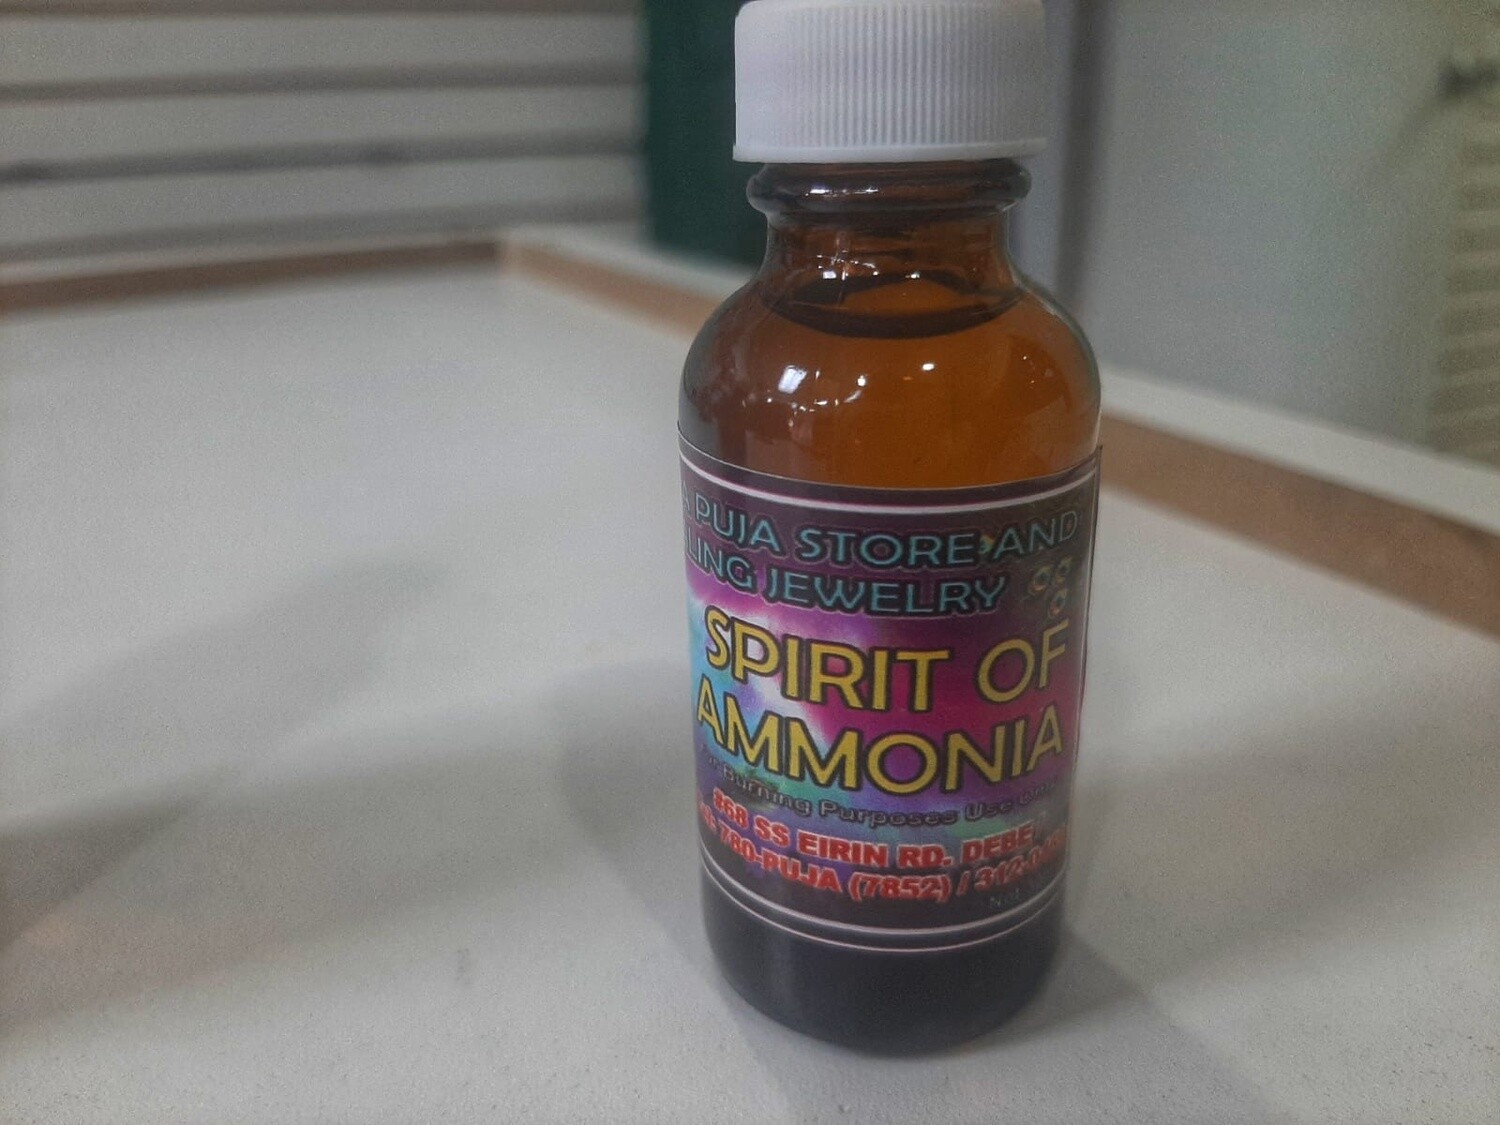 PUJA STORE AND
LING JEWELRY
SPIRIT OF
AMMONIA
Burning Purposes Use Only
#68 SS EIRIN RD. DEBE,
780-PUJA (7852) / 312-